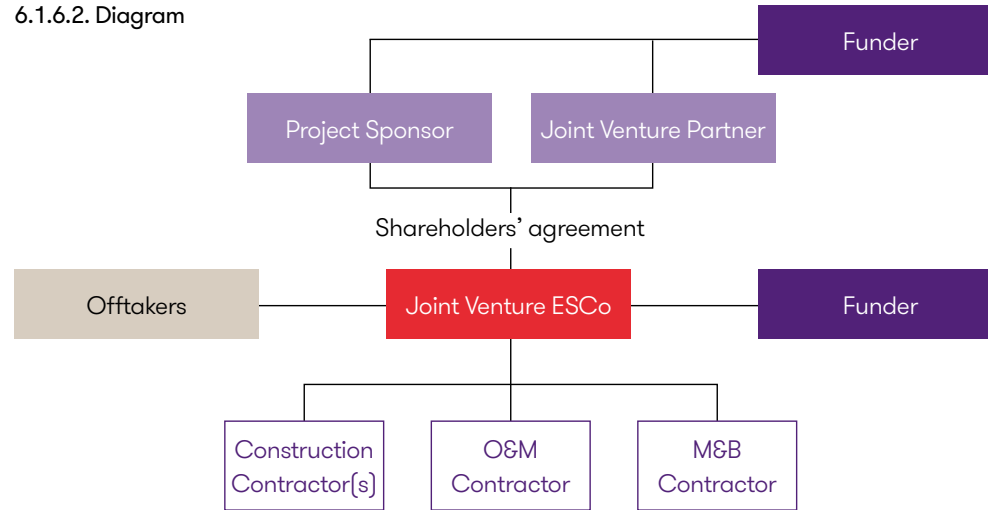 6.1.6.2. Diagram
Funder
Project Sponsor
Joint Venture Partner
Shareholders’ agreement
Offtakers
Joint Venture ESCo
Funder
Construction
Contractor(s)
O&M
Contractor
M&B
Contractor